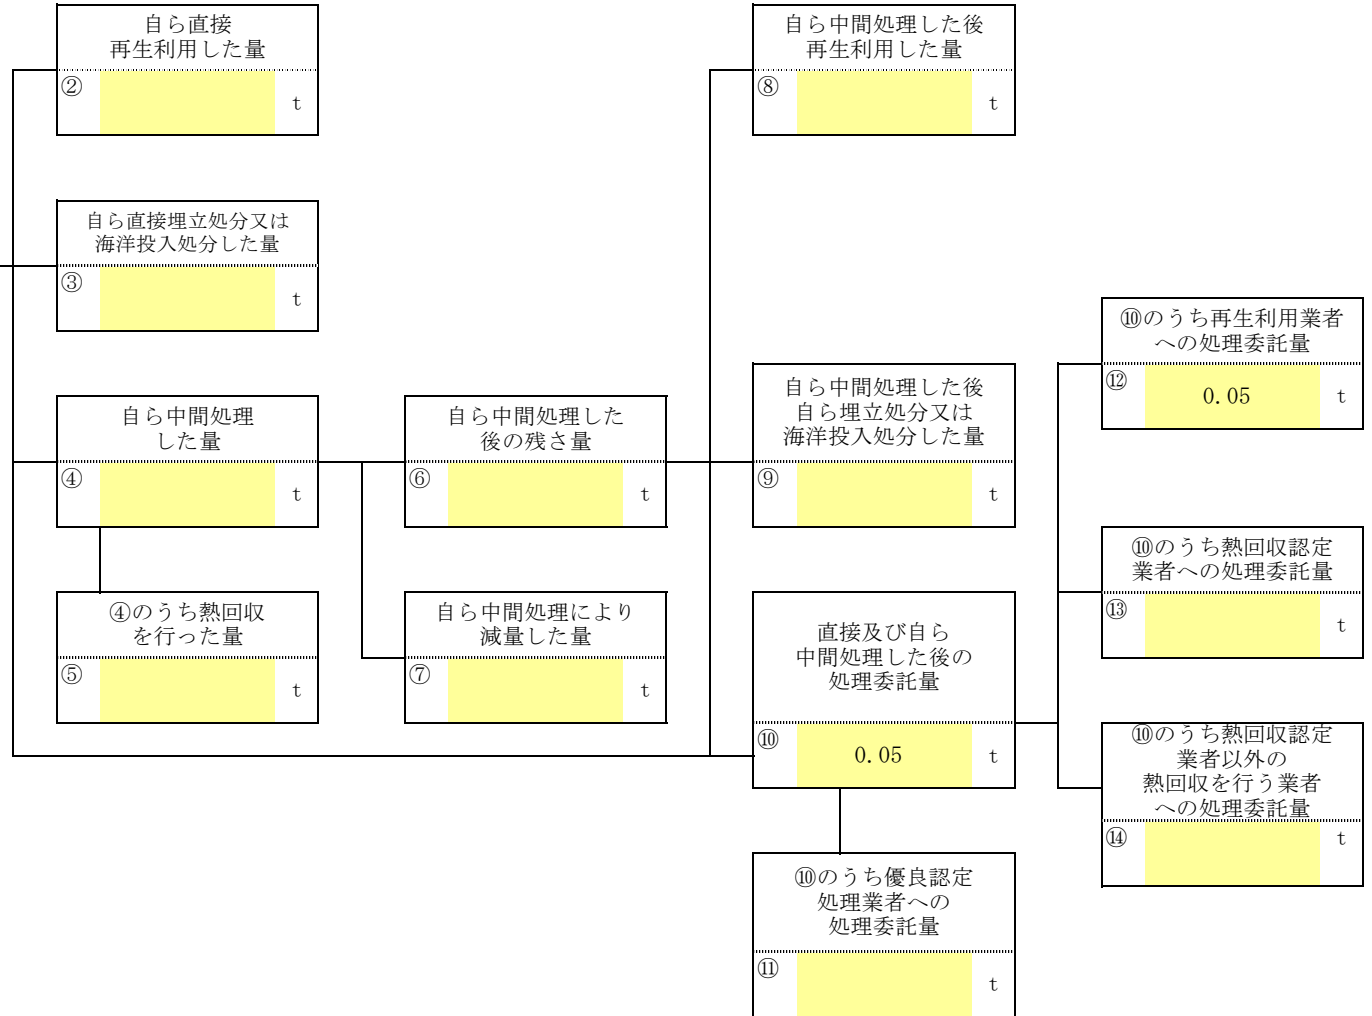 自ら直接
再生利用した量
②
t
自ら中間処理した後
再生利用した量
⑧
t
自ら直接埋立処分又は
海洋投入処分した量
③
t
⑩のうち再生利用業者
への処理委託量
⑫
0.05 t
自ら中間処理
した量
④
t
自ら中間処理した
後の残さ量
⑥
t
自ら中間処理した後
自ら埋立処分又は
海洋投入処分した量
⑨
t
⑩のうち熱回収認定
業者への処理委託量
⑬
t
④のうち熱回収
を行った量
⑤
t
自ら中間処理により
減量した量
⑦
t
直接及び自ら
中間処理した後の
処理委託量
⑩
0.05 t
⑩のうち熱回収認定
業者以外の
熱回収を行う業者
への処理委託量
⑭
t
⑩のうち優良認定
処理業者への
処理委託量
⑪
t